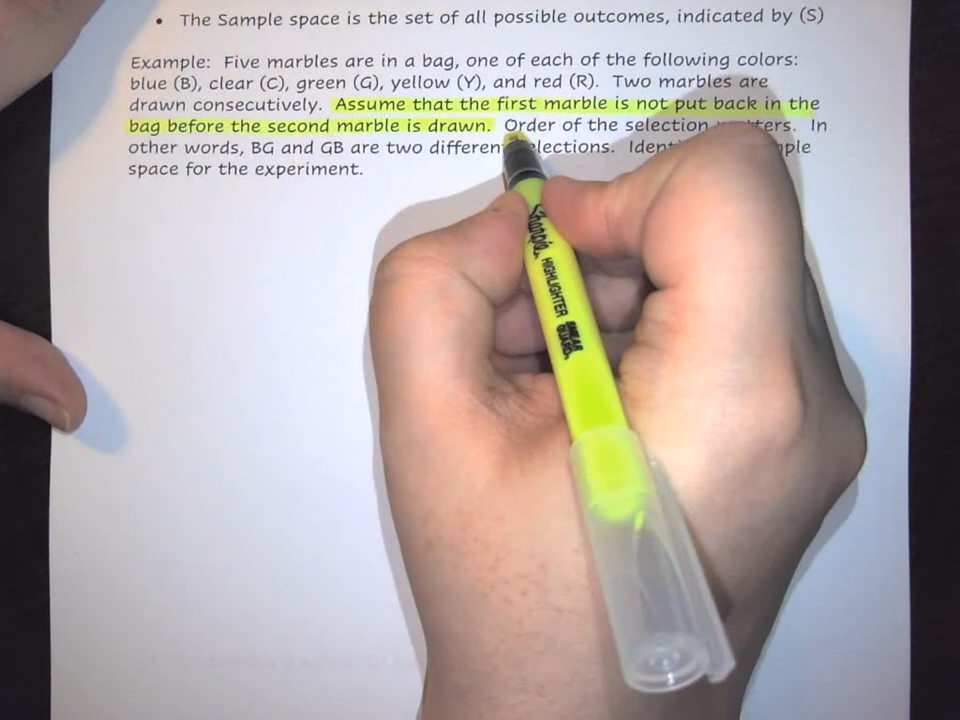 • The Sample space is the set of all possible outcomes, indicated by (S)
Example: Five marbles are in a bag, one of each of the following colors:
blue (B), clear (C), green (G), yellow (Y), and red (R). Two marbles are
drawn consecutively. Assume that the first marble is not put back in the
bag before the second marble is drawn. Order of the selection In
other words, BG and GB are two
space for the experiment.
Sharpie HIGHLIGHTER SMEAR GUARD